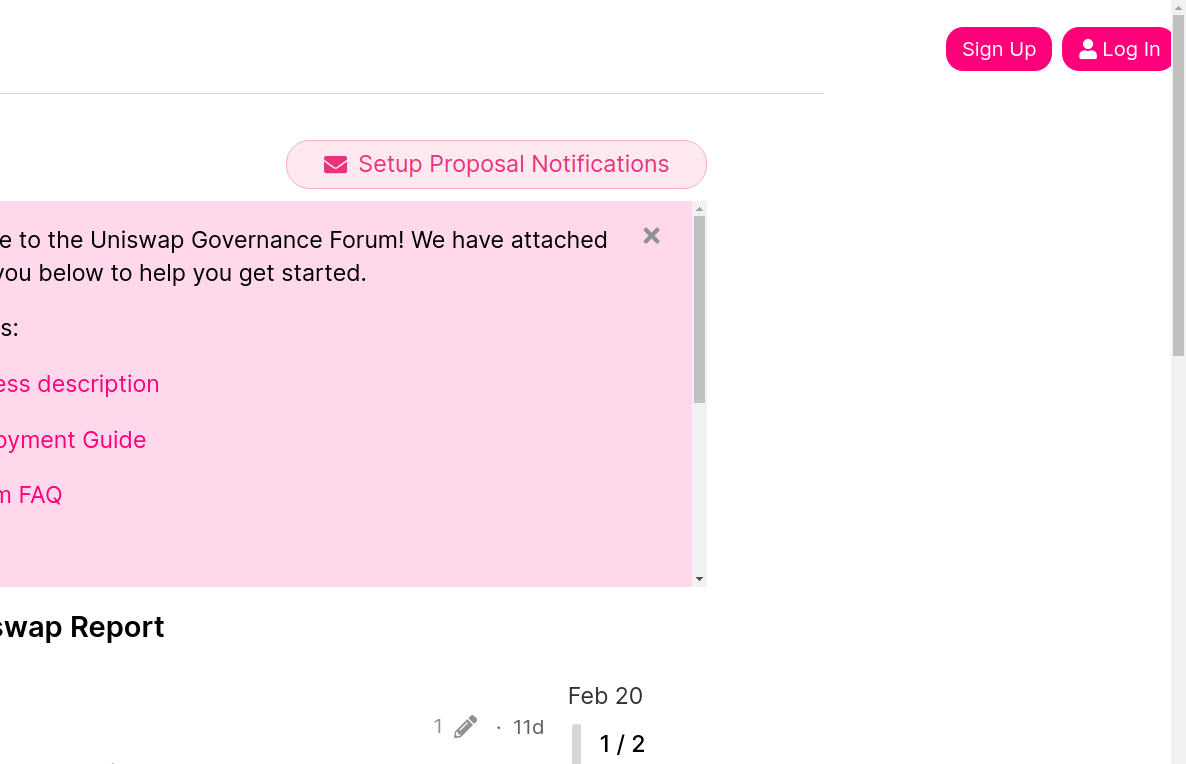 Sign Up
Log In
Setup Proposal Notifications
e to the Uniswap Governance Forum! We have attached
you below to help you get started.
s:
ess description
oyment Guide
m FAQ
swap Report
Feb 20
1 · 11d
1 / 2